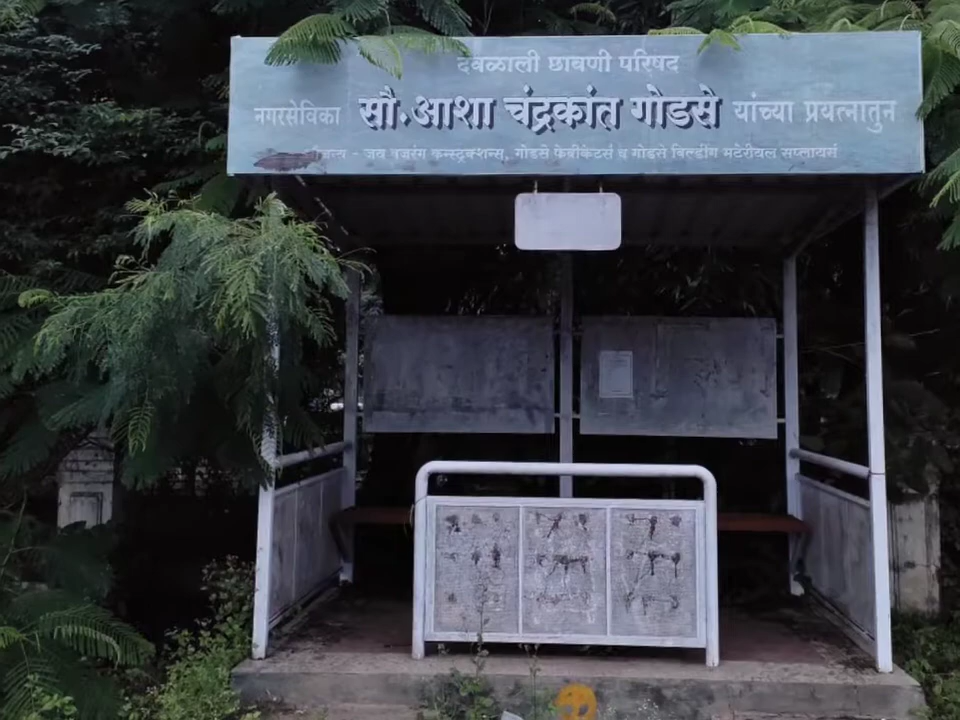 देवळाली छावणी परिषद
नगरसेविका सौ.आशा चंद्रकांत गोडसे यांच्या प्रयत्नातुन
जय बजरंग कन्स्ट्रक्शन्स, गोडसे फेब्रीकेटर्स व गोडसे बिल्डींग मटेरीयल सप्लायर्स